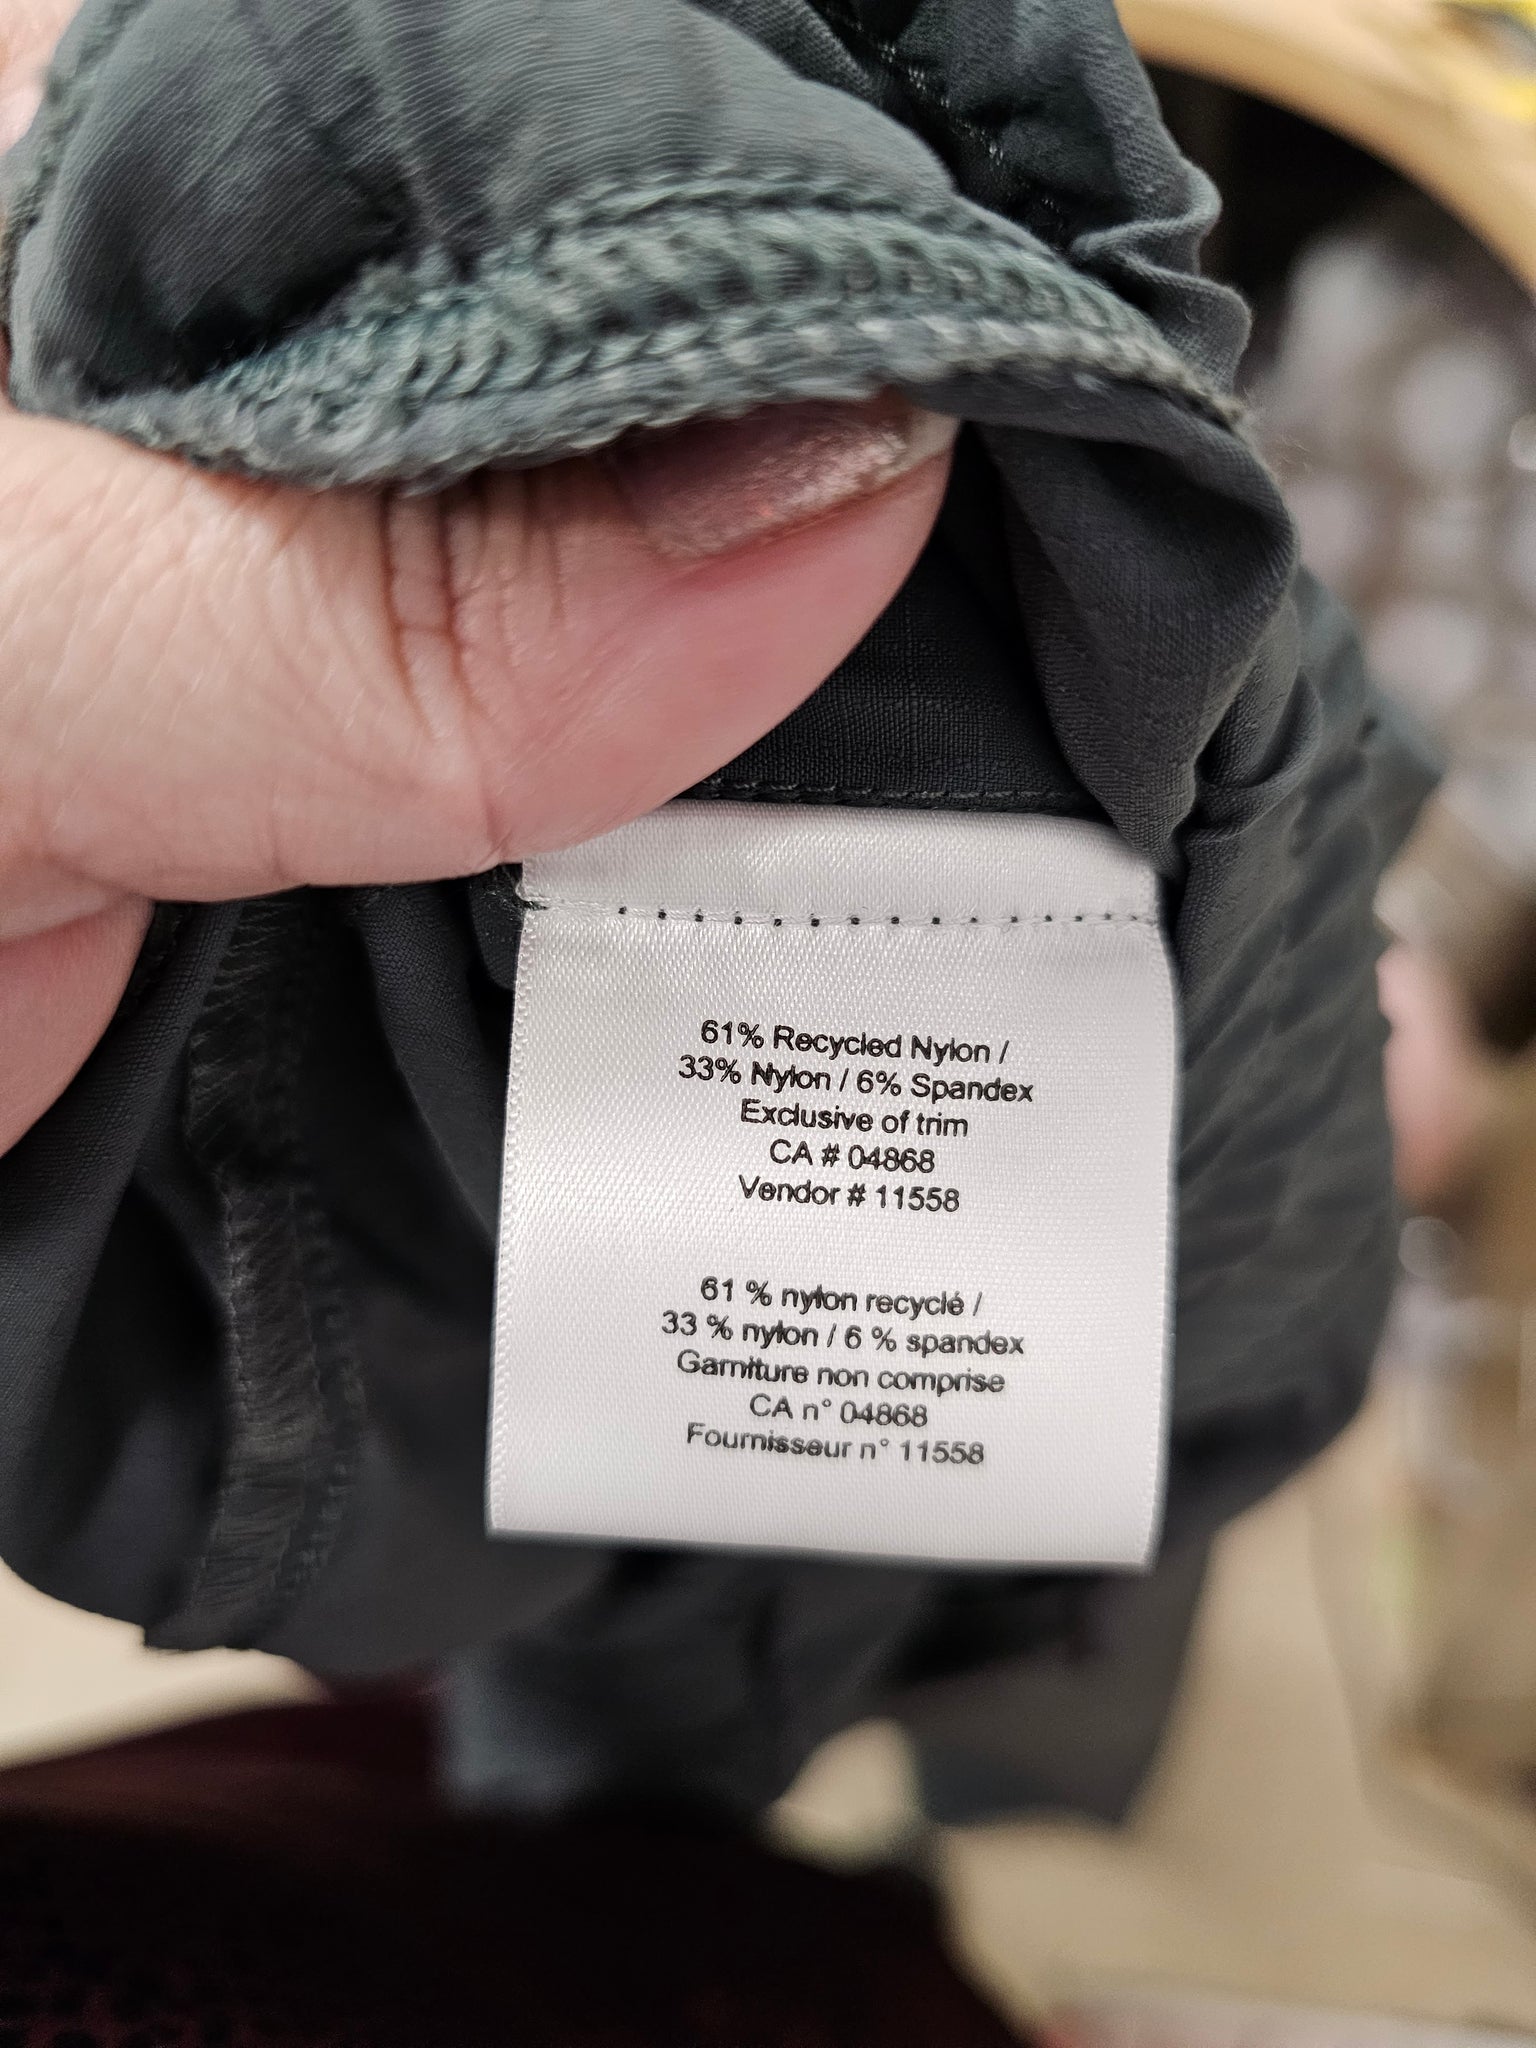 61% Recycled Nylon /
33% Nylon / 6% Spandex
Exclusive of trim
CA # 04868
Vendor # 11558
61 % nylon recyclé /
33 % nylon / 6 % spandex
Garniture non comprise
CA n° 04868
Fournisseur n° 11558